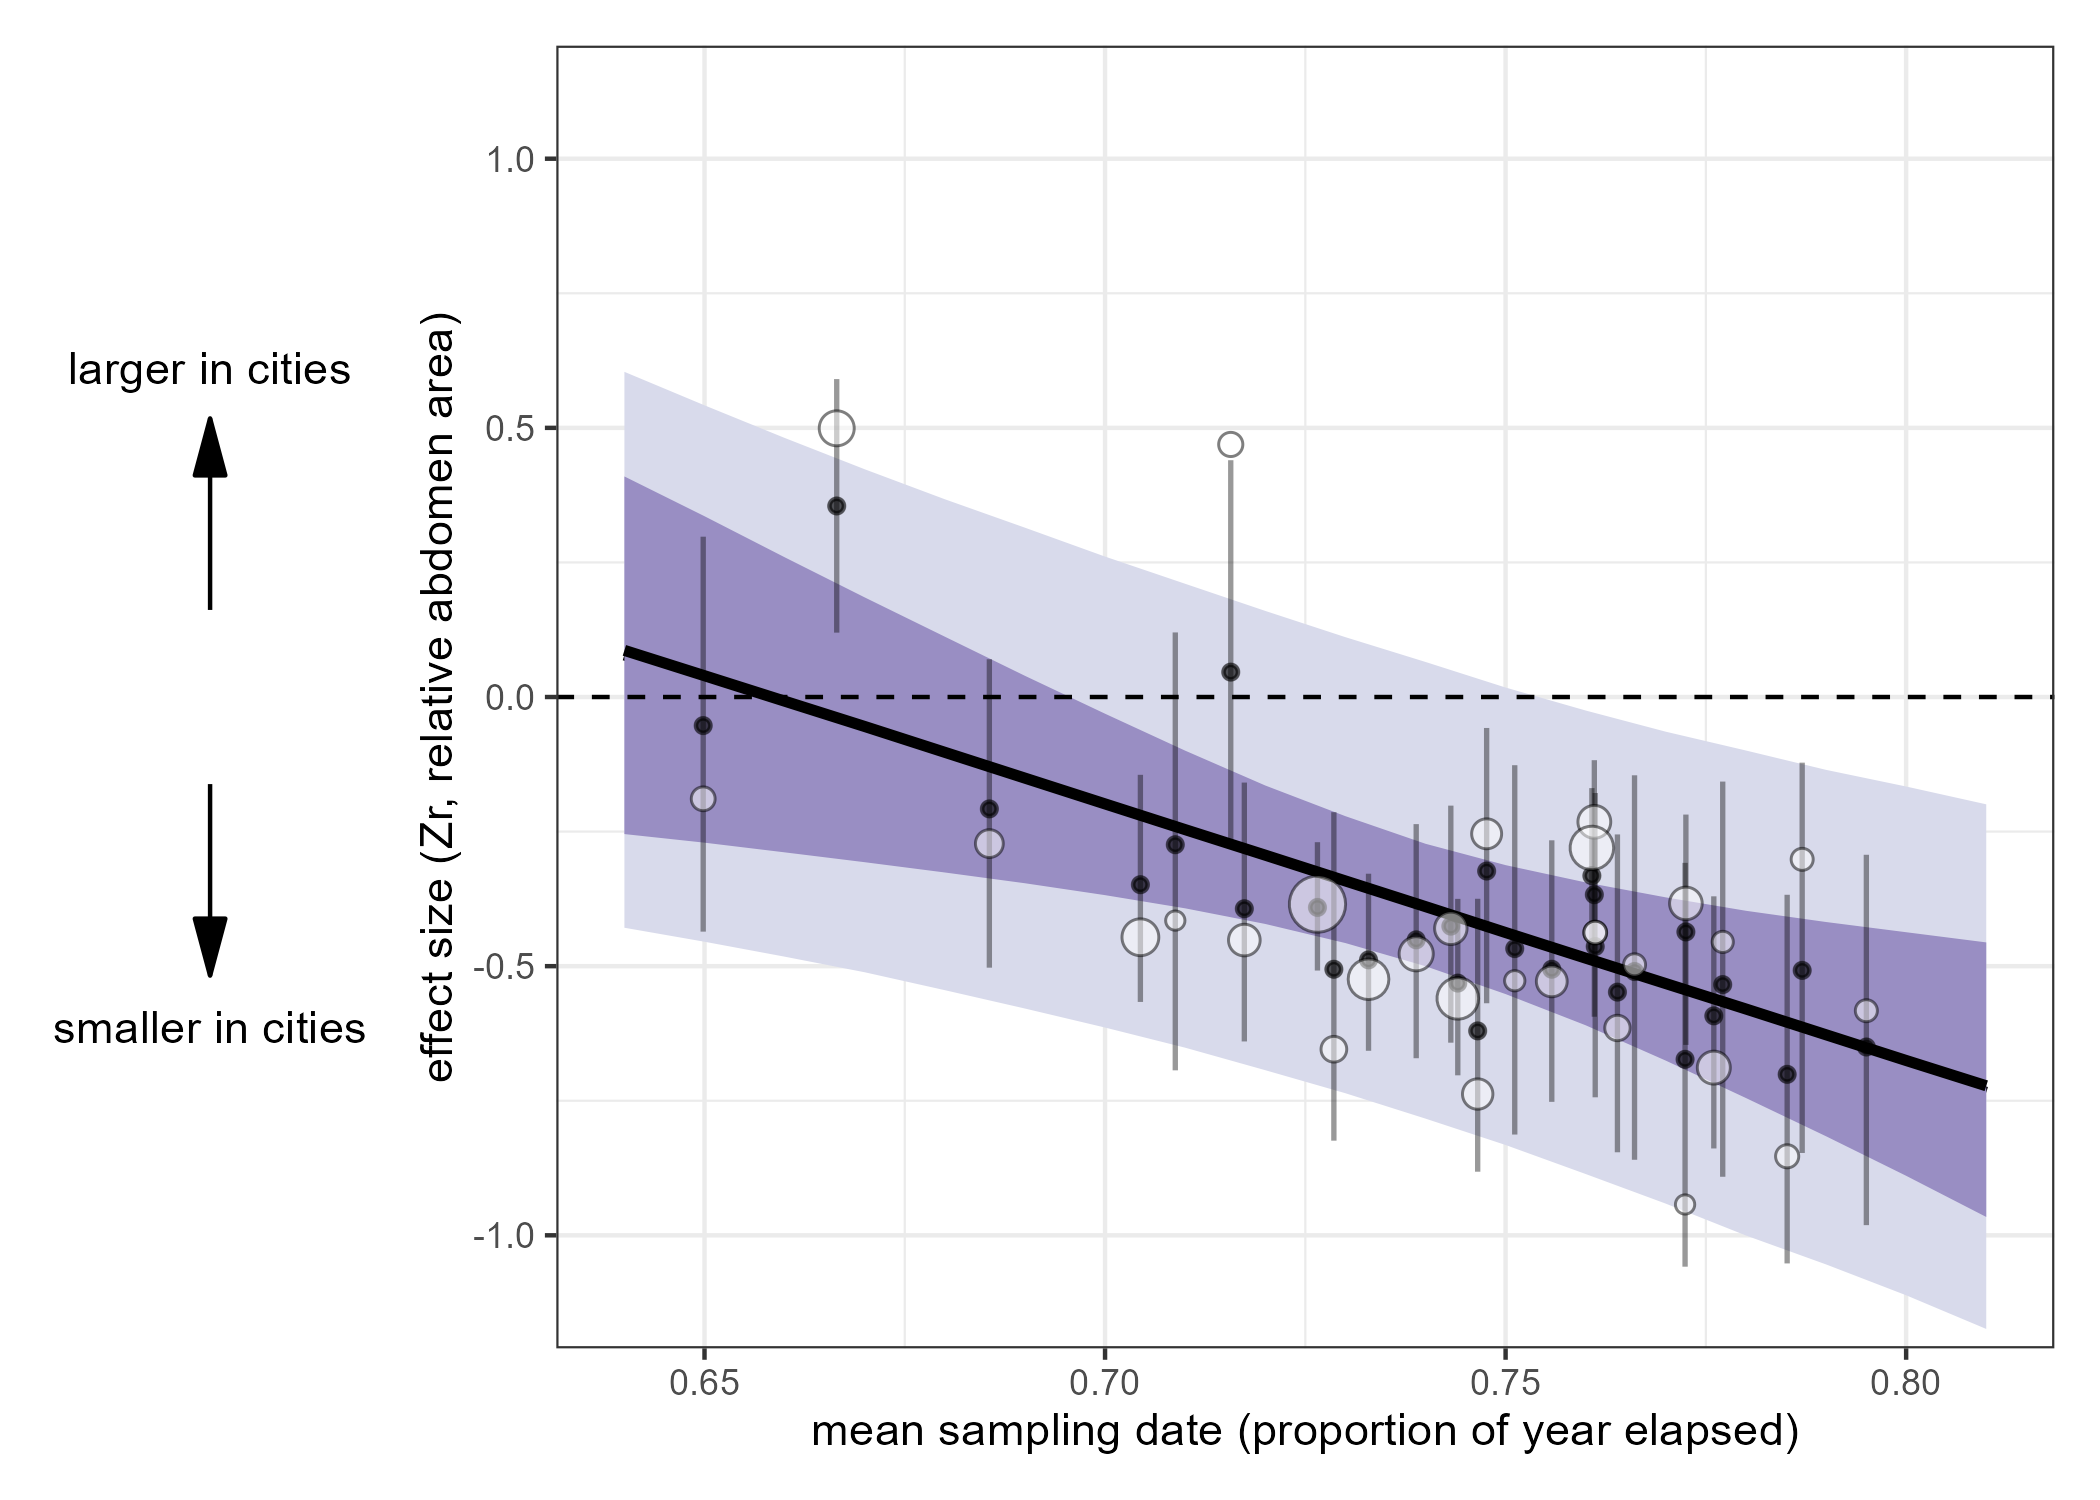 larger in cities
smaller in cities
effect size (Zr, relative abdomen area)
1.0
0.5
0.0
-0.5
-1.0
0.65
0.70
0.75
0.80
mean sampling date (proportion of year elapsed)